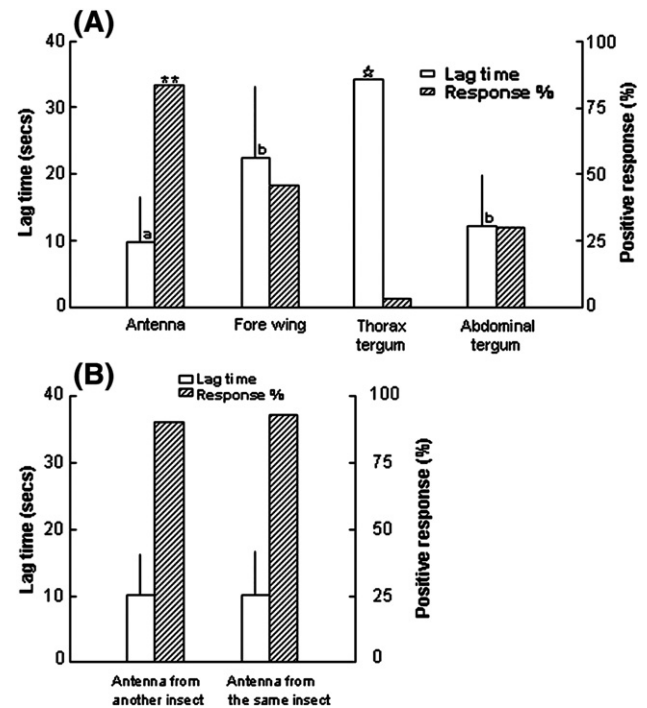 (A)
40
30
20
10
0
Lag time (secs)
100
75
50
25
0
Positive response (%)
Lag time
Response %
**
a
b
☆
b
Antenna
Fore wing
Thorax
tergum
Abdominal
tergum
(B)
Lag time
Response %
40
30
20
10
0
Lag time (secs)
100
75
50
25
0
Positive response (%)
Antenna from
another insect
Antenna from
the same insect